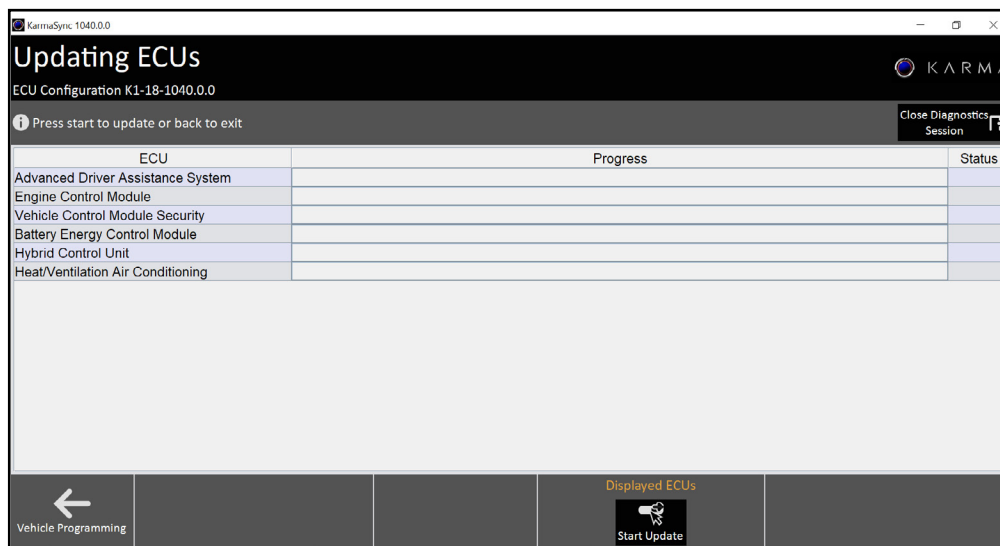 KarmaSync 1040.0.0
Updating ECUs
KARMA
ECU Configuration K1-18-1040.0.0
Press start to update or back to exit
Close Diagnostics
Session
ECU Progress Status
Advanced Driver Assistance System
Engine Control Module
Vehicle Control Module Security
Battery Energy Control Module
Hybrid Control Unit
Heat/Ventilation Air Conditioning
Displayed ECUs
Vehicle Programming
Start Update